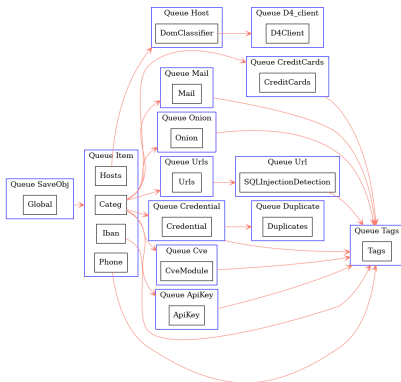 Queue Host
DomClassifier
Queue D4_client
D4Client
Queue CreditCards
CreditCards
Queue Mail
Mail
Queue Onion
Onion
Queue Item
Hosts
Categ
Iban
Phone
Queue Urls
Urls
Queue Url
SQLInjectionDetection
Queue SaveObj
Global
Queue Credential
Credential
Queue Duplicate
Duplicates
Queue Tags
Tags
Queue Cve
CveModule
Queue ApiKey
ApiKey